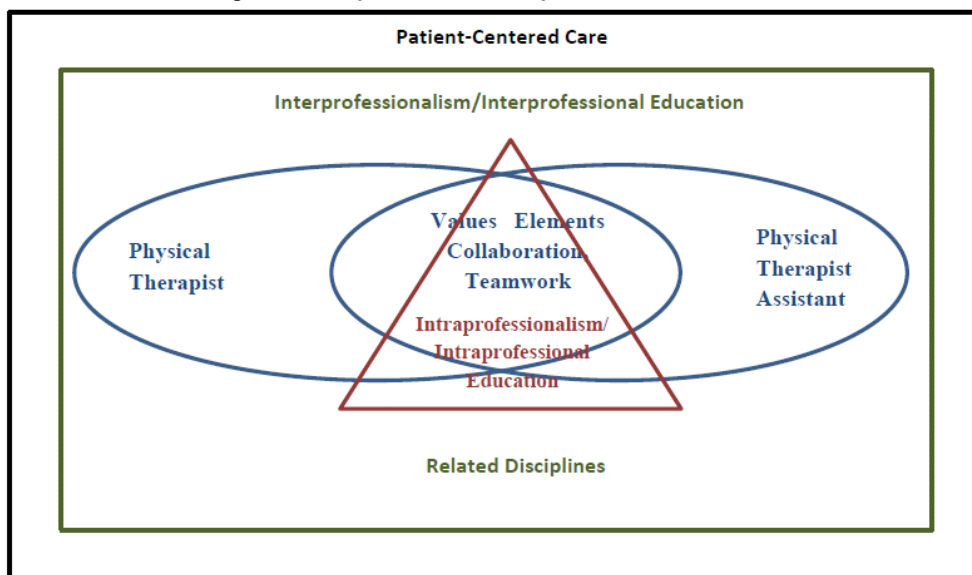 Patient-Centered Care
Interprofessionalism/Interprofessional Education
Values Elements
Collaboration,
Teamwork
Physical
Therapist
Physical
Therapist
Assistant
Intraprofessionalism/
Intraprofessional
Education
Related Disciplines